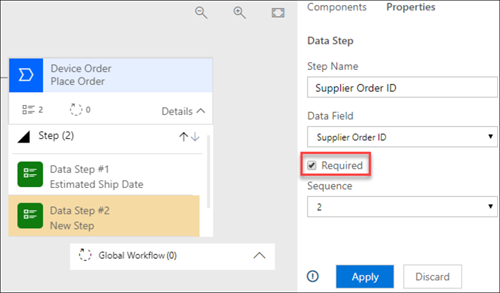 Components Properties
Device Order
Place Order
2 0 Details
Step (2)
Data Step #1
Estimated Ship Date
Data Step #2
New Step
Global Workflow (0)
Data Step
Step Name
Supplier Order ID
Data Field
Supplier Order ID
Required
Sequence
2
Apply Discard